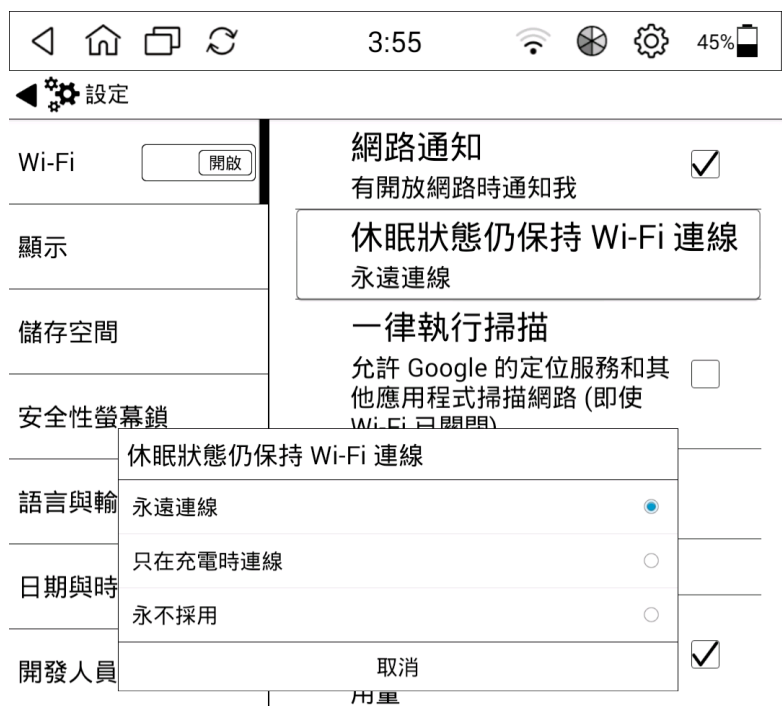 3:55
45%
設定
Wi-Fi
開啟
顯示
儲存空間
安全性螢幕鎖
語言與輸
日期與時
開發人員
網路通知
有開放網路時通知我
休眠狀態仍保持 Wi-Fi 連線
永遠連線
一律執行掃描
允許 Google 的定位服務和其
他應用程式掃描網路 (即使
Wi-Fi 已關閉)
休眠狀態仍保持 Wi-Fi 連線
永遠連線
只在充電時連線
永不採用
取消
用量